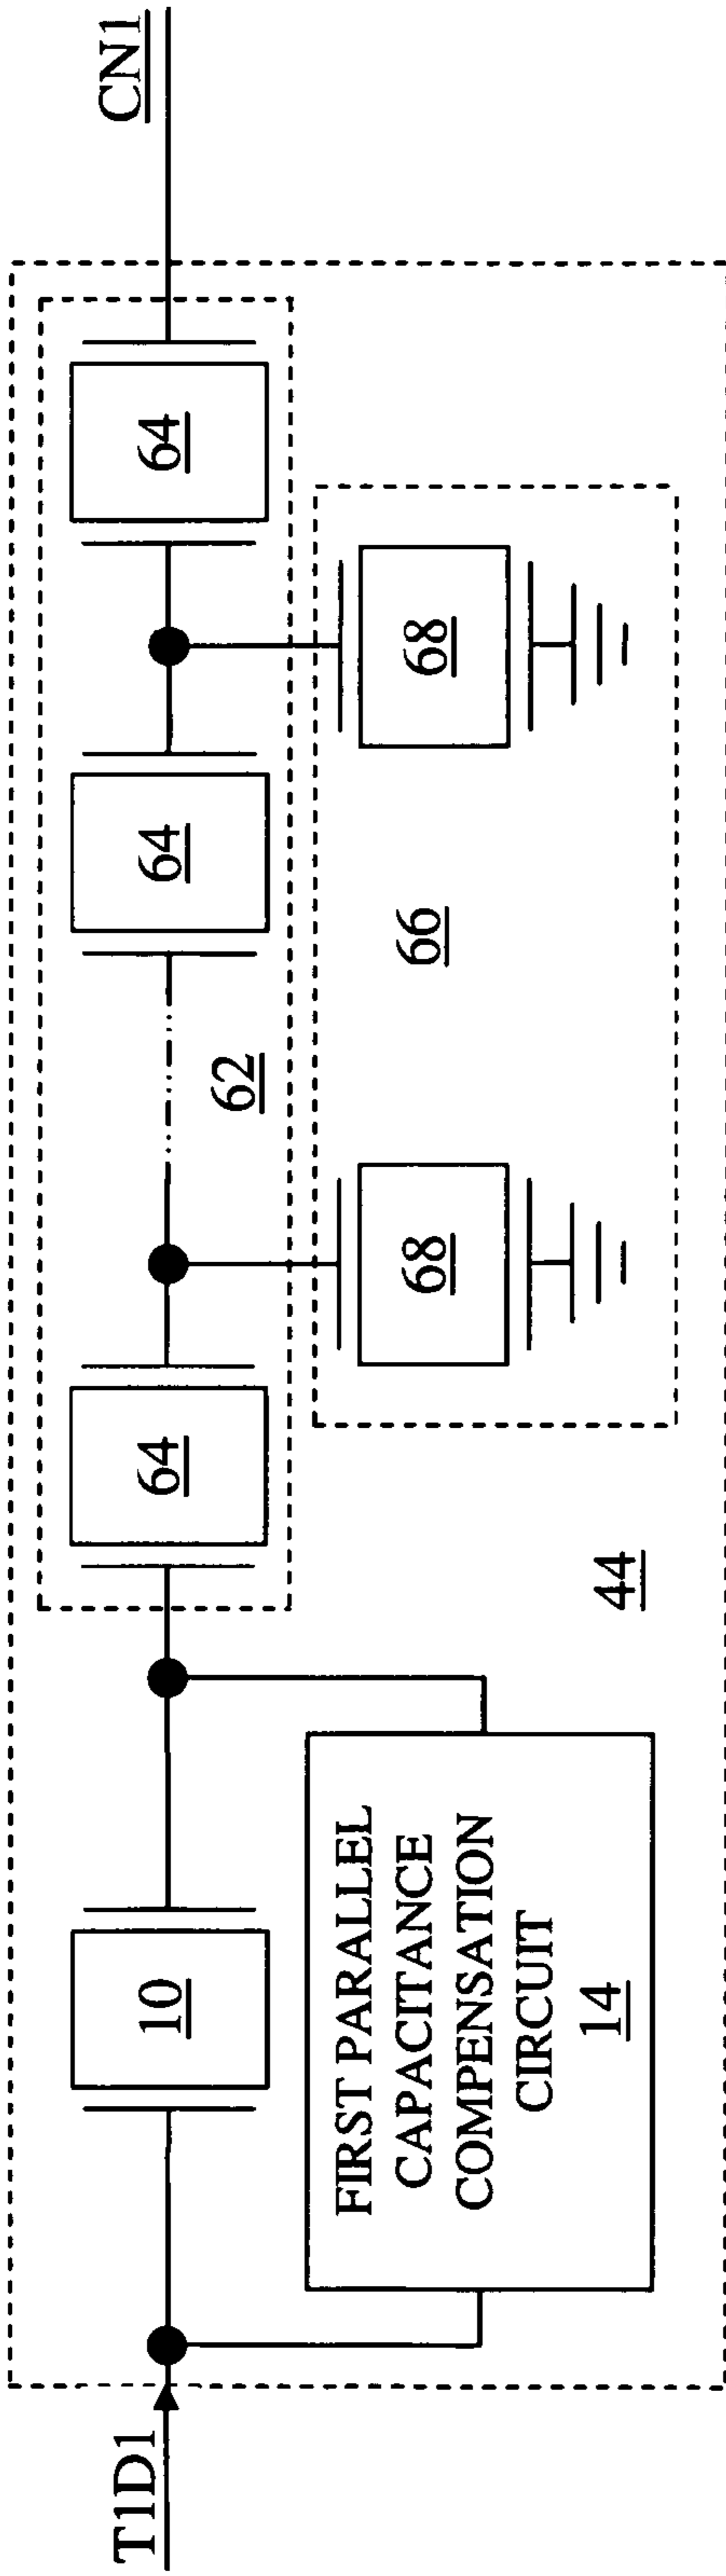 T1D1
10
FIRST PARALLEL
CAPACITANCE
COMPENSATION
CIRCUIT
14
44
64
62
64
64
CN1
68
66
68